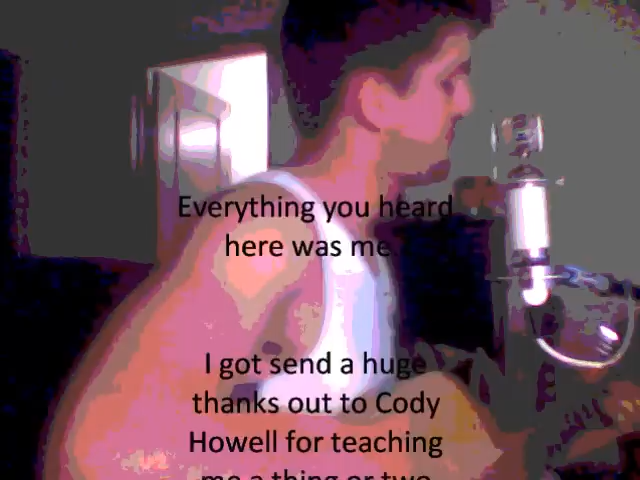 Everything you heard
here was me.
I got send a huge
thanks out to Cody
Howell for teaching
me a thing or two